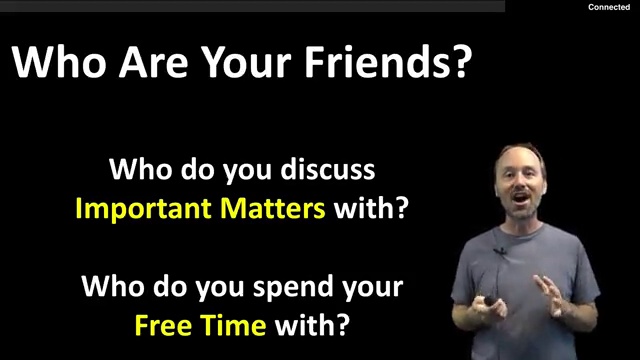 Connected
Who Are Your Friends?
Who do you discuss
Important Matters with?
Who do you spend your
Free Time with?